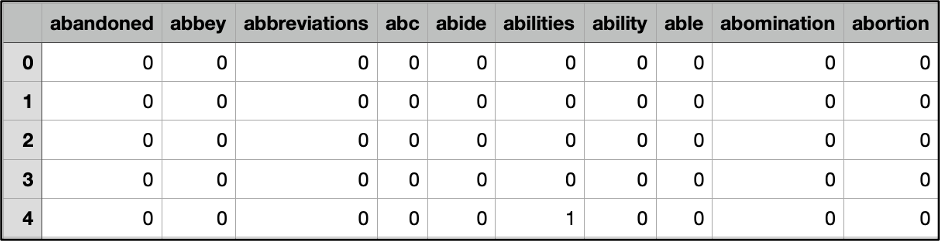 abandoned abbey abbreviations abc abide abilities ability able abomination abortion
0 0 0 0 0 0 0 0 0 0 0
1 0 0 0 0 0 0 0 0 0 0
2 0 0 0 0 0 0 0 0 0 0
3 0 0 0 0 0 0 0 0 0 0
4 0 0 0 0 0 1 0 0 0 0